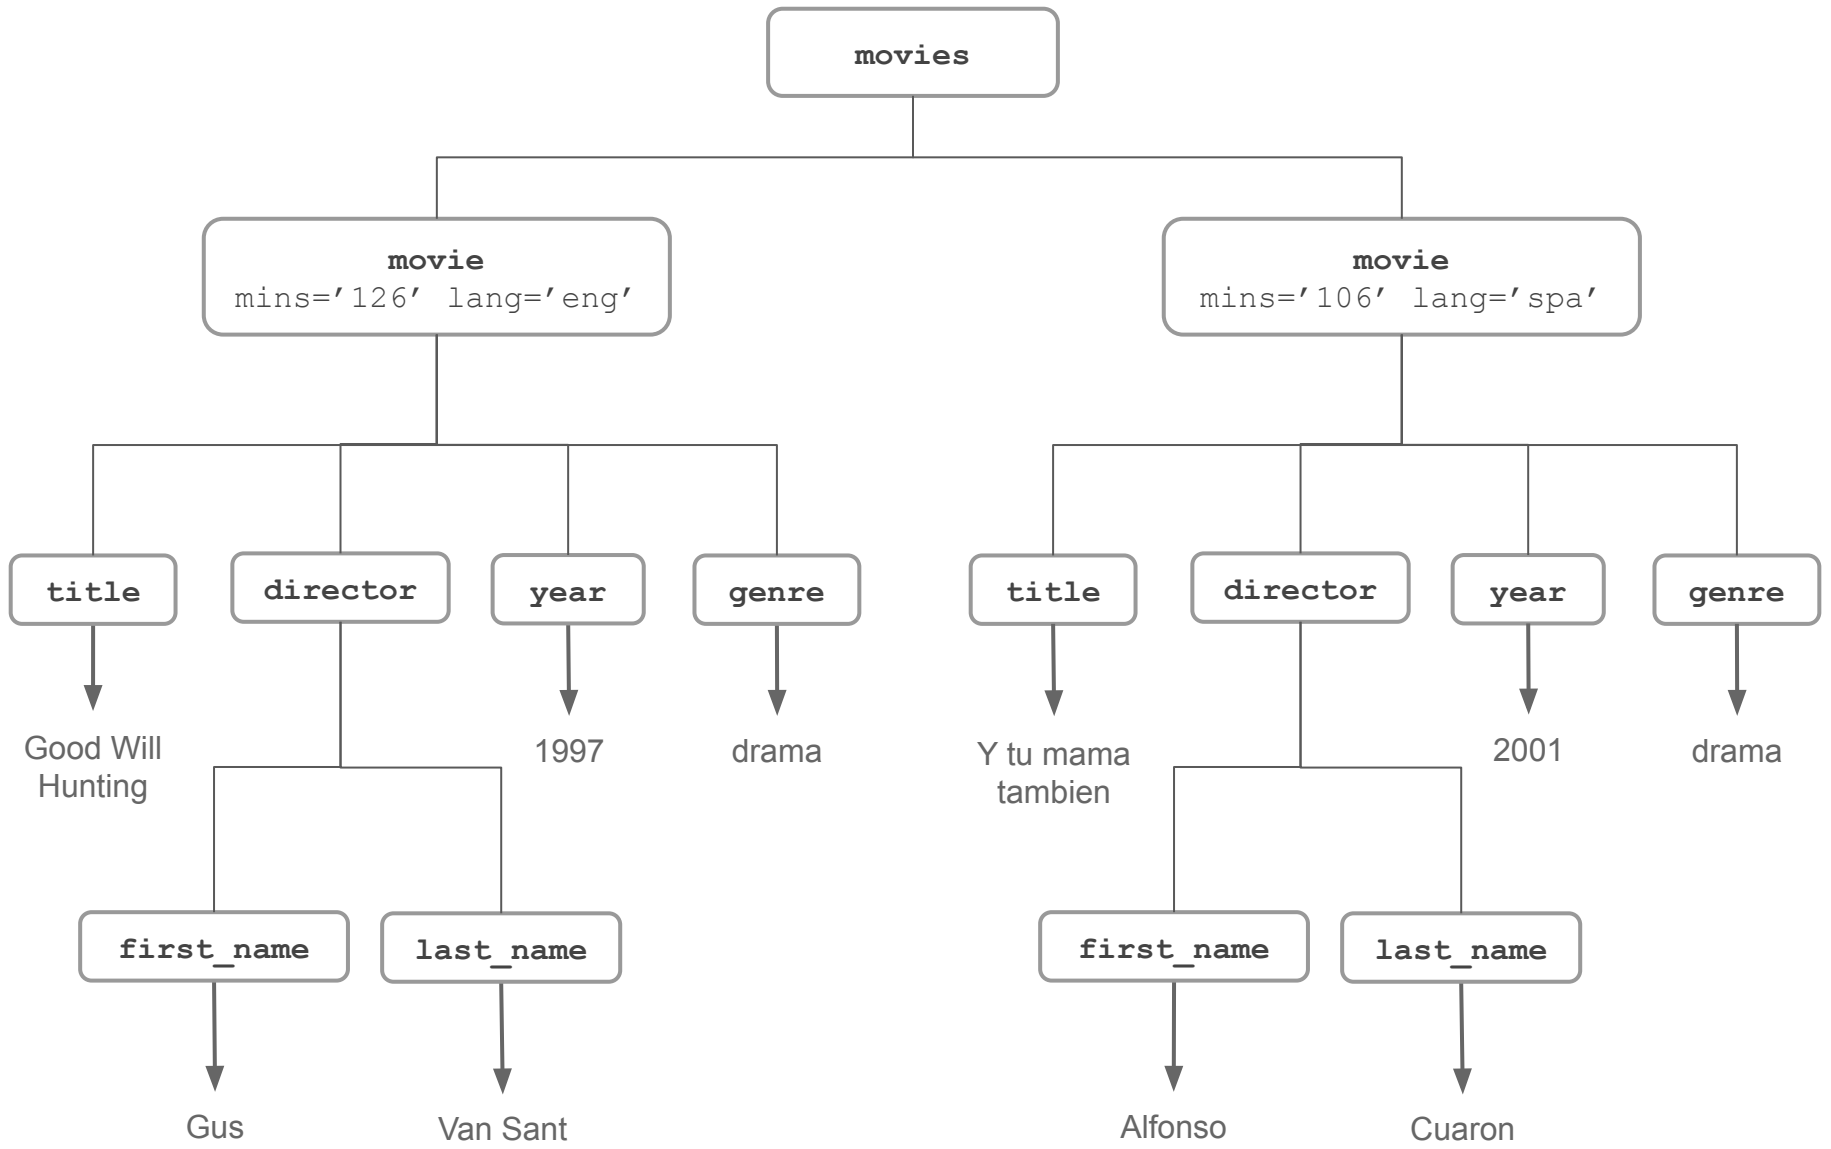 movies
movie
mins=’126’ lang=’eng’
movie
mins=’106’ lang=’spa’
title
director
year
genre
title
director
year
genre
Good Will
Hunting
1997
drama
Y tu mama
tambien
2001
drama
first_name
last_name
first_name
last_name
Gus
Van Sant
Alfonso
Cuaron